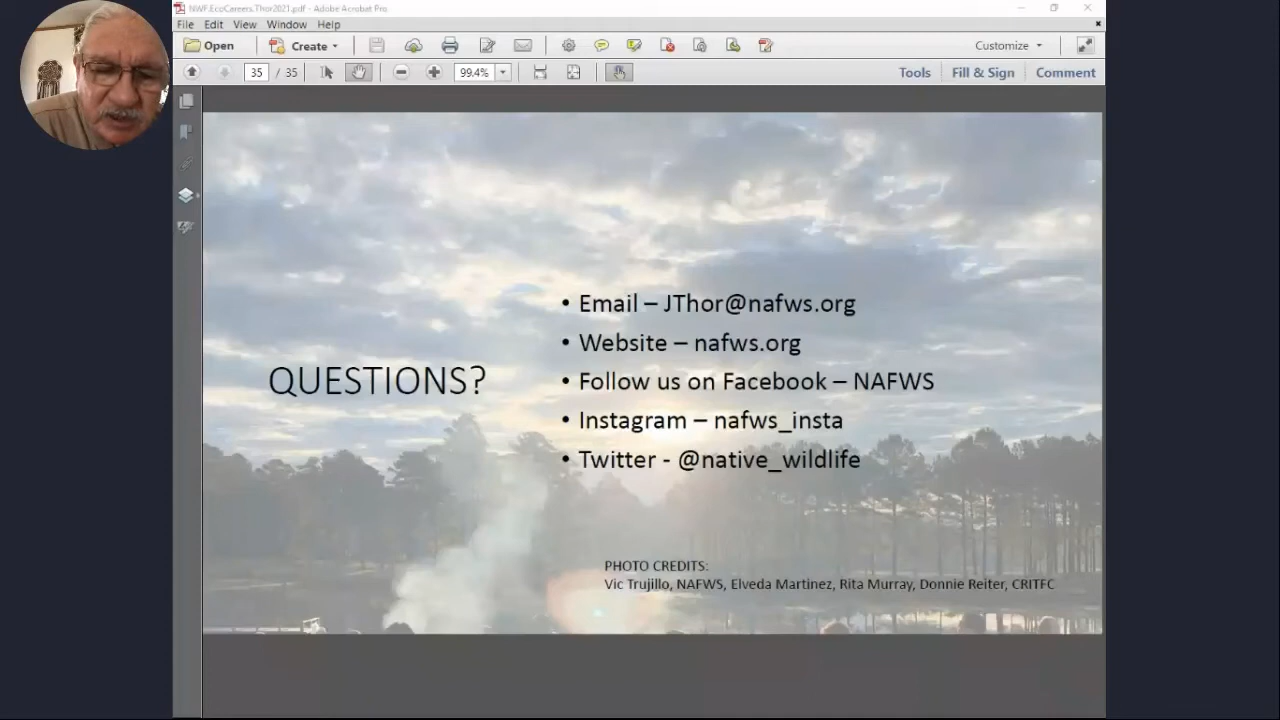 NWF.EcoCareers.Thor2021.pdf - Adobe Acrobat Pro
File Edit View Window Help
Open Create Customize
35 / 35 99.4% Tools Fill & Sign Comment
QUESTIONS?
• Email – JThor@nafws.org
• Website – nafws.org
• Follow us on Facebook – NAFWS
• Instagram – nafws_insta
• Twitter - @native_wildlife
PHOTO CREDITS:
Vic Trujillo, NAFWS, Elveda Martinez, Rita Murray, Donnie Reiter, CRITFC